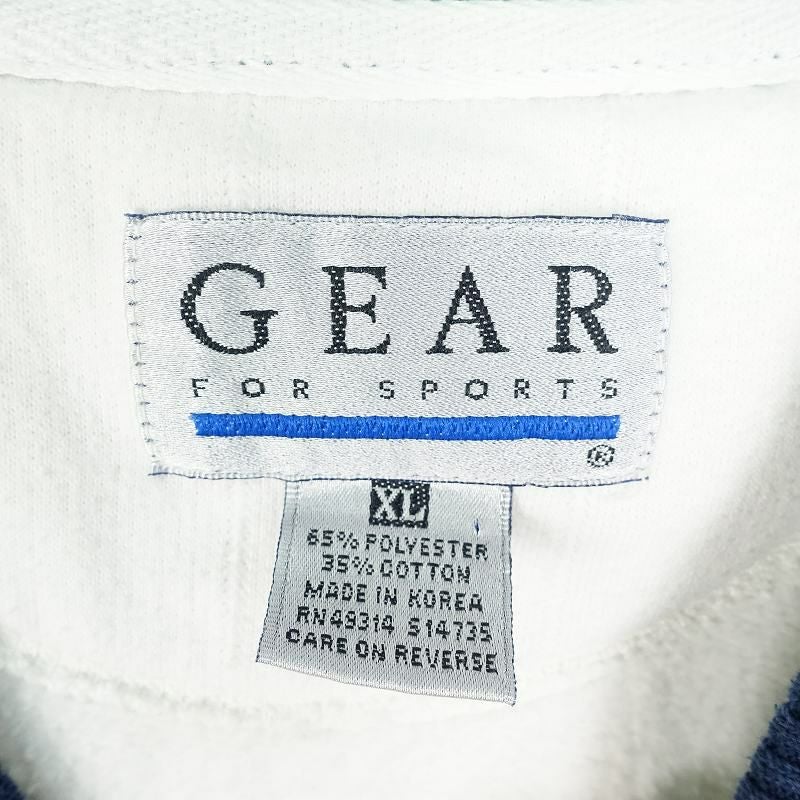 GEAR
FOR SPORTS
®
XL
65% POLYESTER
35% COTTON
MADE IN KOREA
RN49314 S14735
CARE ON REVERSE